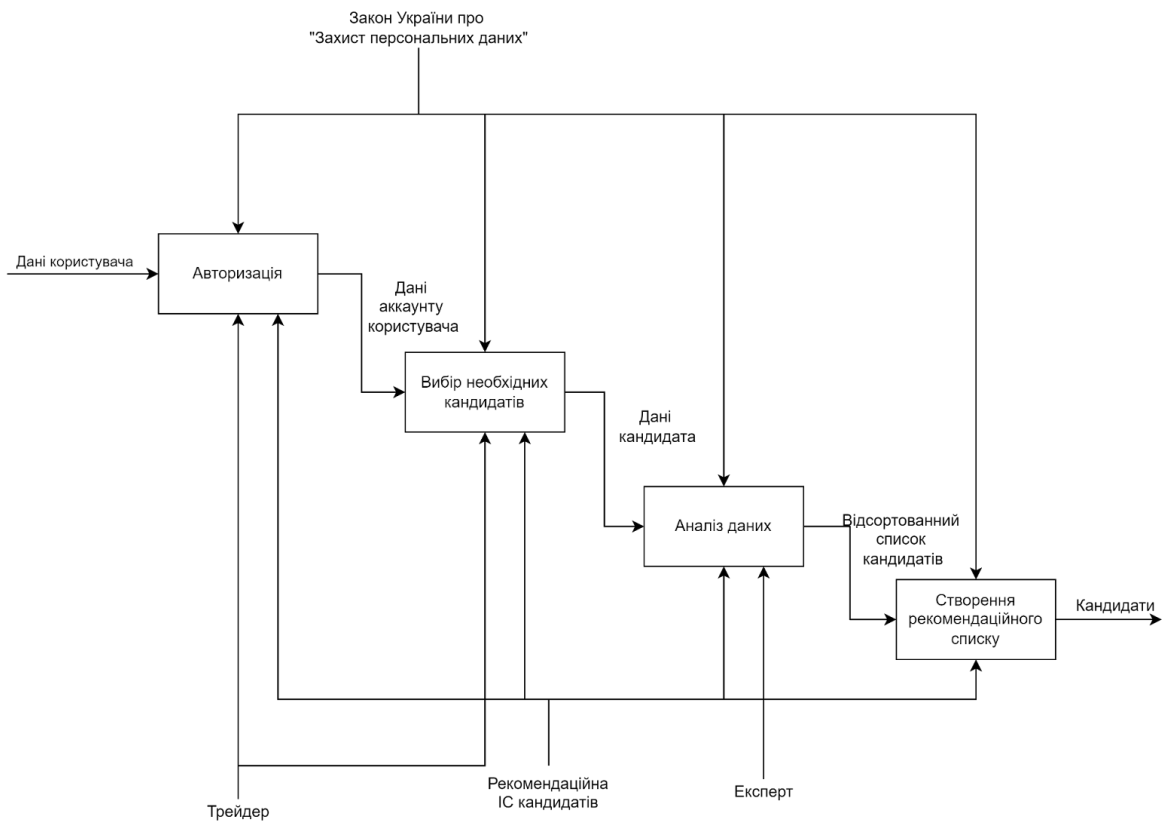 Закон України про
"Захист персональних даних"
Дані користувача
Авторизація
Дані
аккаунту
користувача
Вибір необхідних
кандидатів
Дані
кандидата
Аналіз даних
Відсортованний
список
кандидатів
Створення
рекомендаційного
списку
Кандидати
Рекомендаційна
ІС кандидатів
Експерт
Трейдер